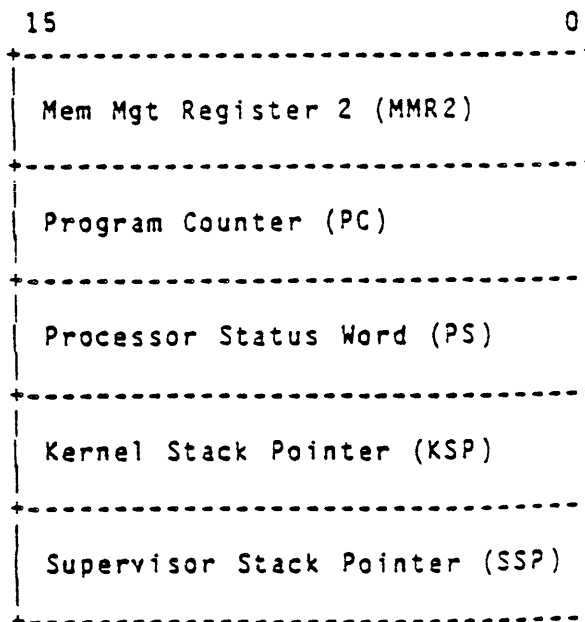 15 0
Mem Mgt Register 2 (MMR2)
Program Counter (PC)
Processor Status Word (PS)
Kernel Stack Pointer (KSP)
Supervisor Stack Pointer (SSP)